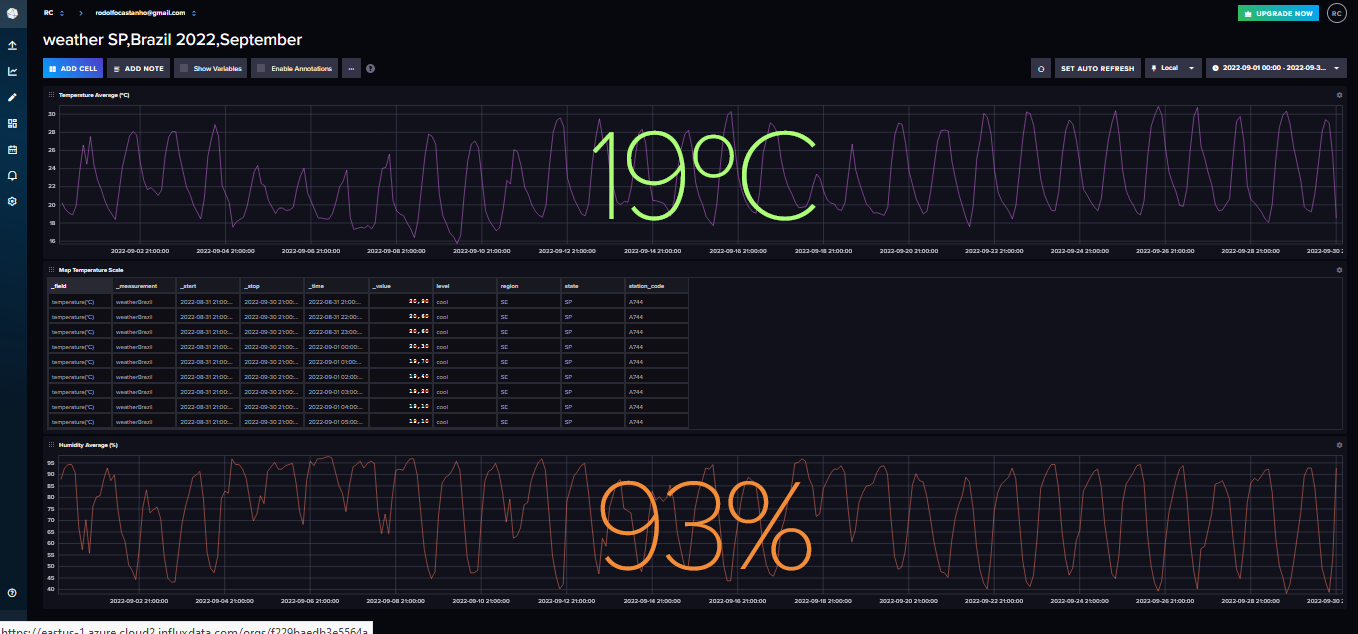 RC
rodolfocastanho@gmail.com
UPGRADE NOW
RC
weather SP,Brazil 2022,September
ADD CELL
ADD NOTE
Show Variables
Enable Annotations
SET AUTO REFRESH
Local
2022-09-01 00:00 - 2022-09-3...
Temperature Average (°C)
30
28
26
24
22
20
18
16
19°C
2022-09-02 21:00:00 2022-09-04 21:00:00 2022-09-06 21:00:00 2022-09-08 21:00:00 2022-09-10 21:00:00 2022-09-12 21:00:00 2022-09-14 21:00:00 2022-09-16 21:00:00 2022-09-18 21:00:00 2022-09-20 21:00:00 2022-09-22 21:00:00 2022-09-24 21:00:00 2022-09-26 21:00:00 2022-09-28 21:00:00 2022-09-30
Map Temperature Scale
_field _measurement _start _stop _time _value level region state station_code
temperature(°C) weatherBrazil 2022-08-31 21:00:... 2022-09-30 21:00:... 2022-08-31 21:00:... 20,90 cool SE SP A744
temperature(°C) weatherBrazil 2022-08-31 21:00:... 2022-09-30 21:00:... 2022-08-31 22:00:... 20,60 cool SE SP A744
temperature(°C) weatherBrazil 2022-08-31 21:00:... 2022-09-30 21:00:... 2022-08-31 23:00:... 20,60 cool SE SP A744
temperature(°C) weatherBrazil 2022-08-31 21:00:... 2022-09-30 21:00:... 2022-09-01 00:00:... 20,30 cool SE SP A744
temperature(°C) weatherBrazil 2022-08-31 21:00:... 2022-09-30 21:00:... 2022-09-01 01:00:... 19,70 cool SE SP A744
temperature(°C) weatherBrazil 2022-08-31 21:00:... 2022-09-30 21:00:... 2022-09-01 02:00:... 19,40 cool SE SP A744
temperature(°C) weatherBrazil 2022-08-31 21:00:... 2022-09-30 21:00:... 2022-09-01 03:00:... 19,20 cool SE SP A744
temperature(°C) weatherBrazil 2022-08-31 21:00:... 2022-09-30 21:00:... 2022-09-01 04:00:... 19,10 cool SE SP A744
temperature(°C) weatherBrazil 2022-08-31 21:00:... 2022-09-30 21:00:... 2022-09-01 05:00:... 19,10 cool SE SP A744
Humidity Average (%)
95
90
85
80
75
70
65
60
55
50
45
40
93%
2022-09-02 21:00:00 2022-09-04 21:00:00 2022-09-06 21:00:00 2022-09-08 21:00:00 2022-09-10 21:00:00 2022-09-12 21:00:00 2022-09-14 21:00:00 2022-09-16 21:00:00 2022-09-18 21:00:00 2022-09-20 21:00:00 2022-09-22 21:00:00 2022-09-24 21:00:00 2022-09-26 21:00:00 2022-09-28 21:00:00 2022-09-30
https://eastus-1.azure.cloud2.influxdata.com/orgs/f229baedb3e5564a